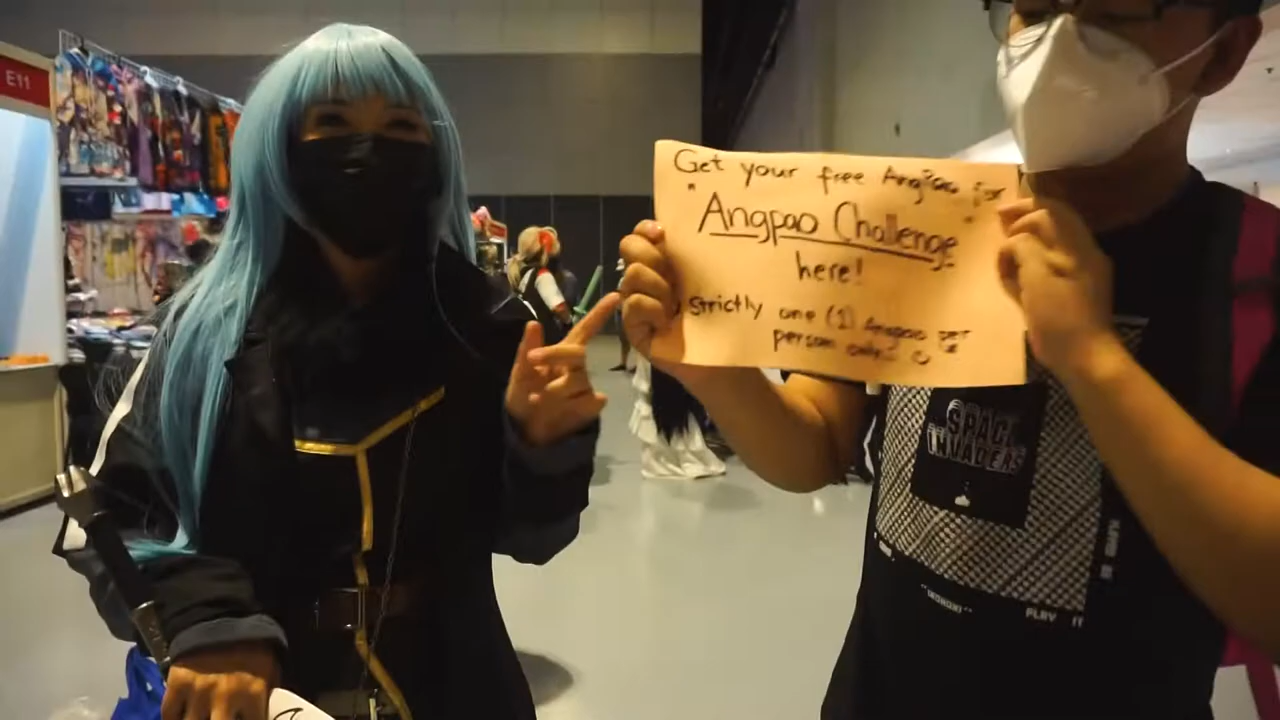 E11
Get your free Angpao for
"Angpao Challenge"
here!
Strictly one (1) Angpao per
person only!
SPACE
INVADERS
PLAY IT